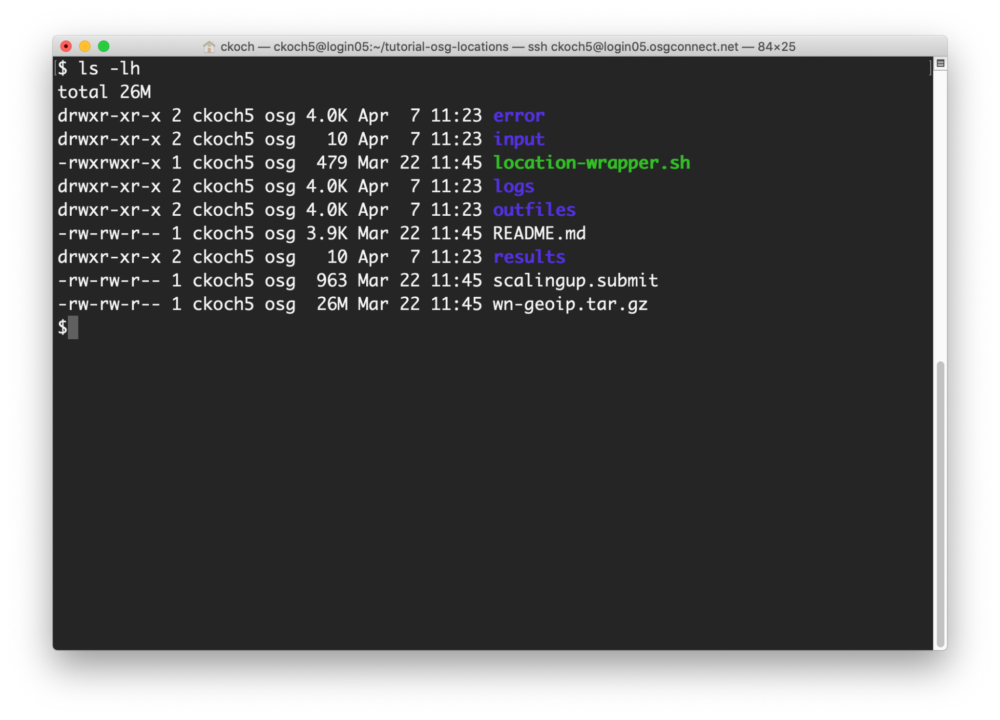 ckoch — ckoch5@login05:~/tutorial-osg-locations — ssh ckoch5@login05.osgconnect.net — 84×25
[$ ls -lh ]
total 26M
drwxr-xr-x 2 ckoch5 osg 4.0K Apr  7 11:23 error
drwxr-xr-x 2 ckoch5 osg   10 Apr  7 11:23 input
-rwxrwxr-x 1 ckoch5 osg  479 Mar 22 11:45 location-wrapper.sh
drwxr-xr-x 2 ckoch5 osg 4.0K Apr  7 11:23 logs
drwxr-xr-x 2 ckoch5 osg 4.0K Apr  7 11:23 outfiles
-rw-rw-r-- 1 ckoch5 osg 3.9K Mar 22 11:45 README.md
drwxr-xr-x 2 ckoch5 osg   10 Apr  7 11:23 results
-rw-rw-r-- 1 ckoch5 osg  963 Mar 22 11:45 scalingup.submit
-rw-rw-r-- 1 ckoch5 osg  26M Mar 22 11:45 wn-geoip.tar.gz
$